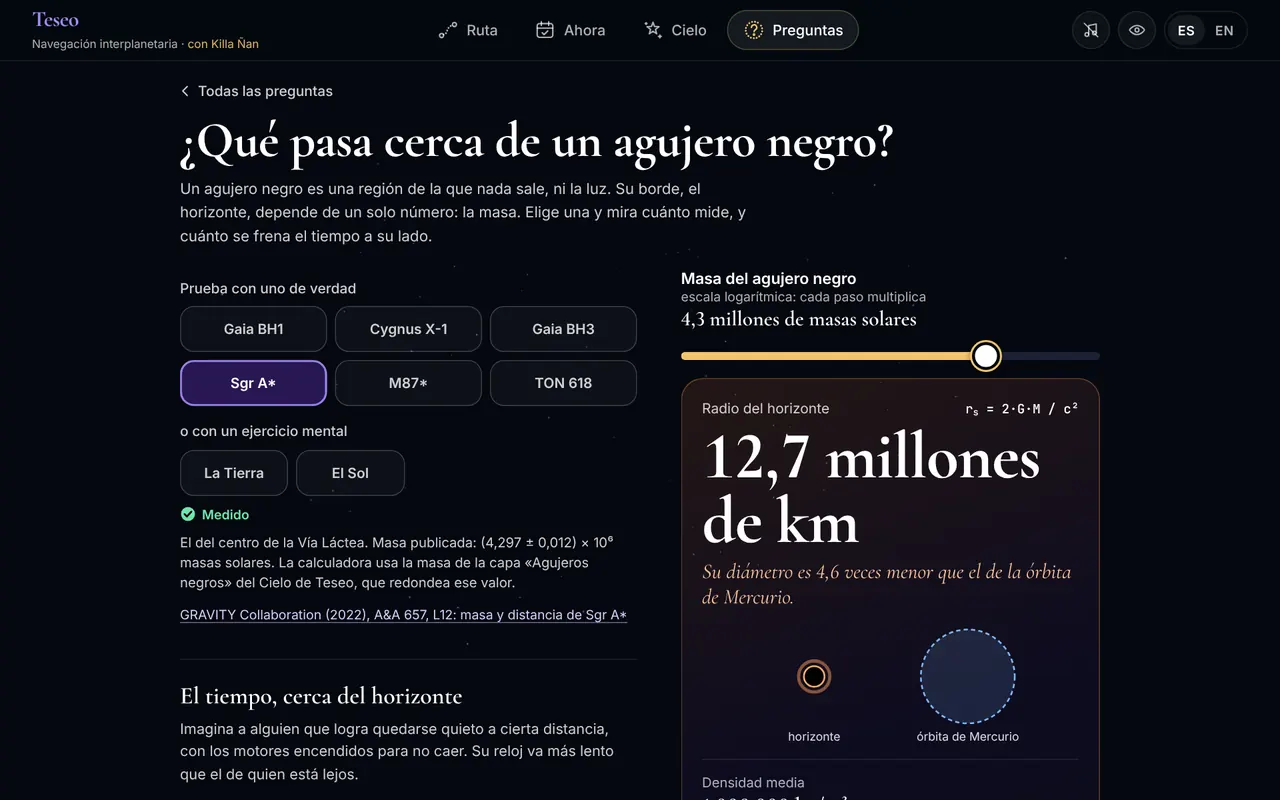 Teseo
Navegación interplanetaria · con Killa Ñan
Ruta
Ahora
Cielo
Preguntas
ES
EN
Todas las preguntas
¿Qué pasa cerca de un agujero negro?
Un agujero negro es una región de la que nada sale, ni la luz. Su borde, el
horizonte, depende de un solo número: la masa. Elige una y mira cuánto mide, y
cuánto se frena el tiempo a su lado.
Prueba con uno de verdad
Gaia BH1
Cygnus X-1
Gaia BH3
Sgr A*
M87*
TON 618
o con un ejercicio mental
La Tierra
El Sol
Medido
El del centro de la Vía Láctea. Masa publicada: (4,297 ± 0,012) × 10⁶
masas solares. La calculadora usa la masa de la capa «Agujeros
negros» del Cielo de Teseo, que redondea ese valor.
GRAVITY Collaboration (2022), A&A 657, L12: masa y distancia de Sgr A*
El tiempo, cerca del horizonte
Imagina a alguien que logra quedarse quieto a cierta distancia,
con los motores encendidos para no caer. Su reloj va más lento
que el de quien está lejos.
Masa del agujero negro
escala logarítmica: cada paso multiplica
4,3 millones de masas solares
Radio del horizonte
rₛ = 2·G·M / c²
12,7 millones
de km
Su diámetro es 4,6 veces menor que el de la órbita
de Mercurio.
horizonte
órbita de Mercurio
Densidad media